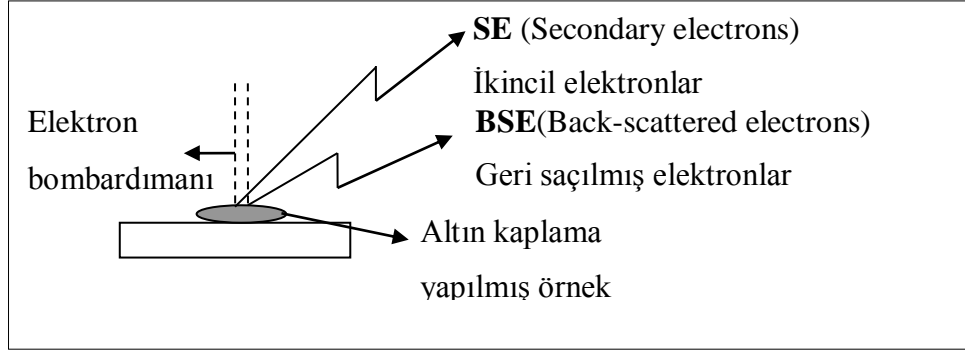 SE (Secondary electrons)
İkincil elektronlar
BSE(Back-scattered electrons)
Geri saçılmış elektronlar
Elektron
bombardımanı
Altın kaplama
yapılmış örnek